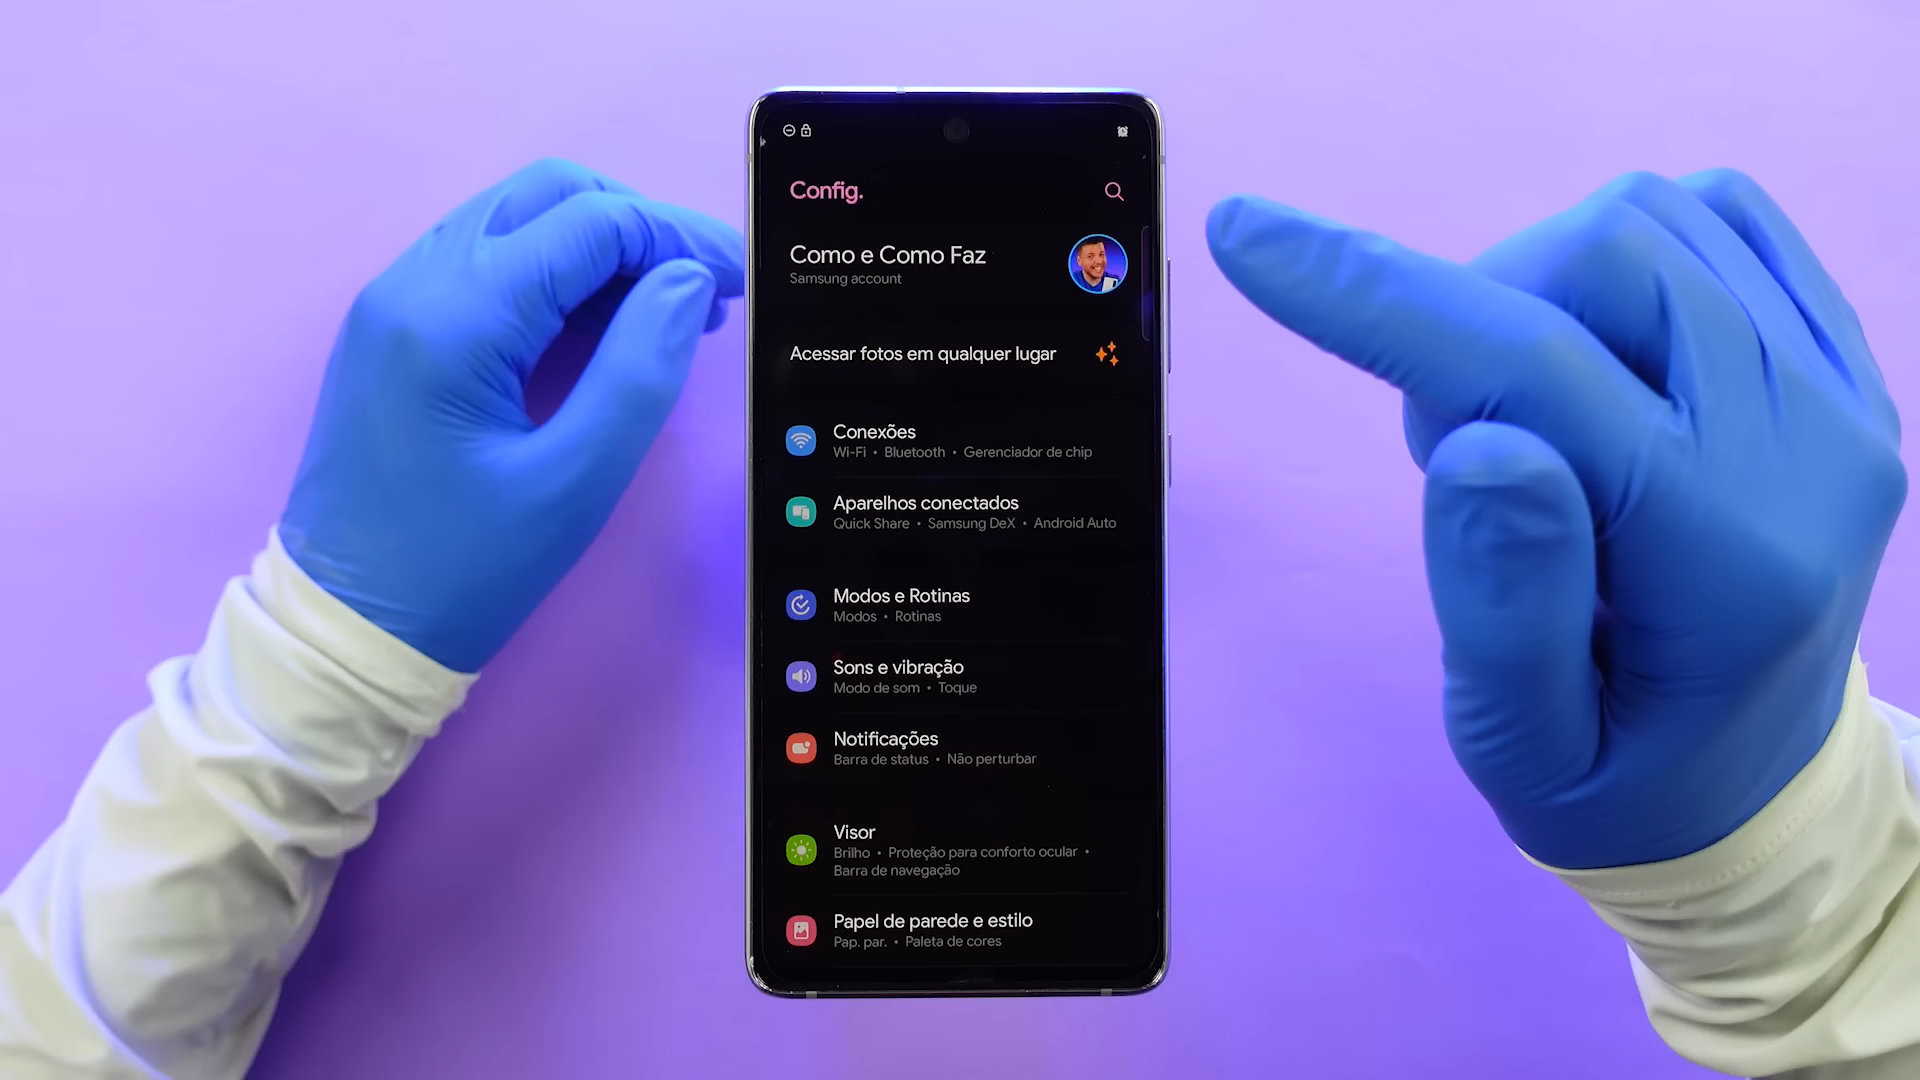 Config.
Como e Como Faz
Samsung account
Acessar fotos em qualquer lugar
Conexões
Wi-Fi • Bluetooth • Gerenciador de chip
Aparelhos conectados
Quick Share • Samsung DeX • Android Auto
Modos e Rotinas
Modos • Rotinas
Sons e vibração
Modo de som • Toque
Notificações
Barra de status • Não perturbar
Visor
Brilho • Proteção para conforto ocular •
Barra de navegação
Papel de parede e estilo
Pap. par. • Paleta de cores